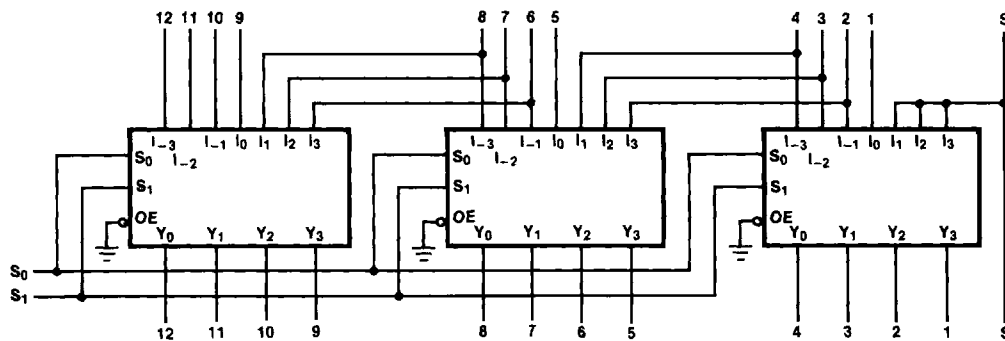 12 11 10 9 8 7 6 5 4 3 2 1 S
I₋₃ I₋₁ I₀ I₁ I₂ I₃ I₋₃ I₋₁ I₀ I₁ I₂ I₃ I₋₃ I₋₁ I₀ I₁ I₂ I₃
S₀ I₋₂ S₀ I₋₂ S₀ I₋₂
S₁ S₁ S₁
OE OE OE
Y₀ Y₁ Y₂ Y₃ Y₀ Y₁ Y₂ Y₃ Y₀ Y₁ Y₂ Y₃
S₀
S₁
12 11 10 9 8 7 6 5 4 3 2 1 S